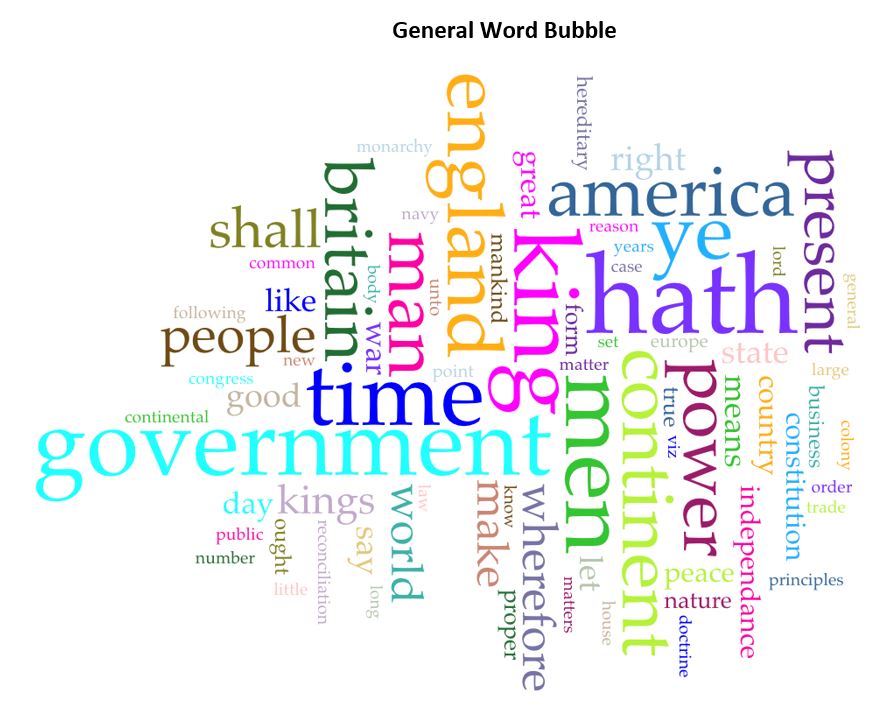 General Word Bubble
hereditary
england
monarchy
right
great
present
britain
america
shall
navy
reason
ye
man
king
mankind
years
hath
lord
common
case
body
unto
general
like
following
people
form
war
set
europe
state
new
matter
point
large
congress
time
good
men
continent
power
true
means
country
business
continental
government
constitution
colony
viz
day
kings
world
law
make
know
wherefore
independance
order
trade
public
ought
reconciliation
say
number
let
peace
principles
little
long
proper
matters
house
nature
doctrine